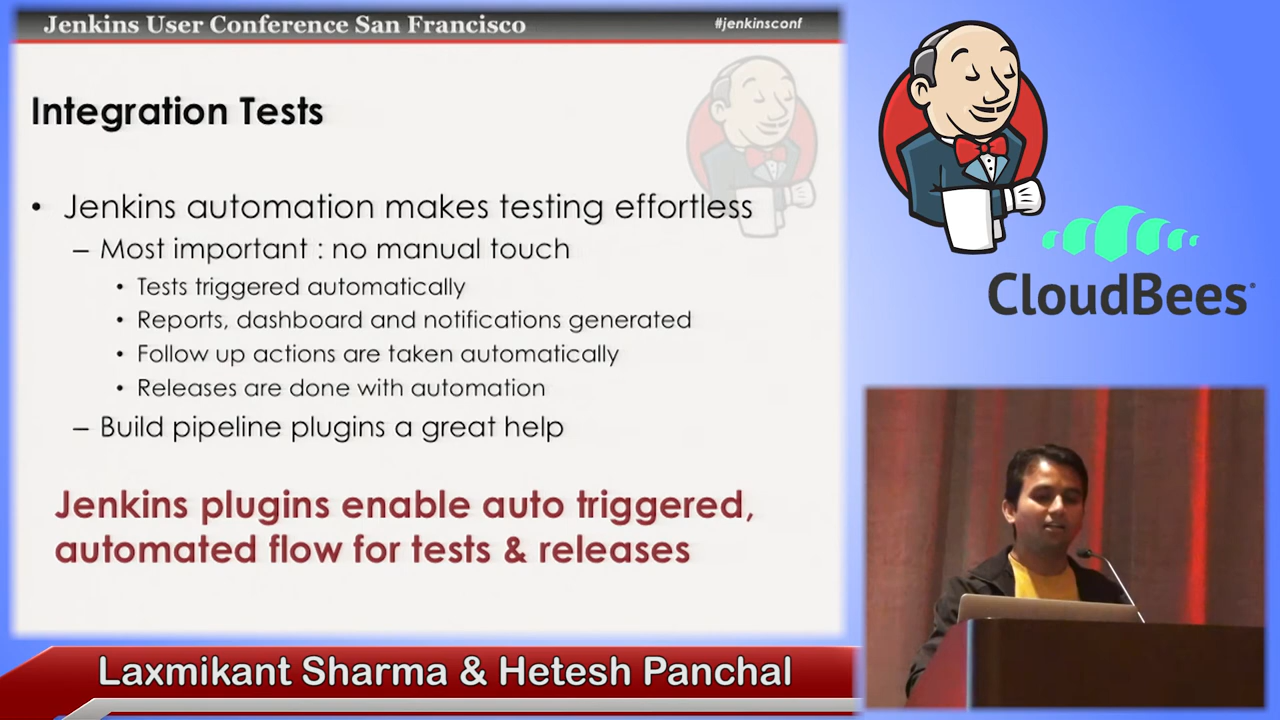 Jenkins User Conference San Francisco
#jenkinsconf
Integration Tests
• Jenkins automation makes testing effortless
– Most important : no manual touch
• Tests triggered automatically
• Reports, dashboard and notifications generated
• Follow up actions are taken automatically
• Releases are done with automation
– Build pipeline plugins a great help
Jenkins plugins enable auto triggered,
automated flow for tests & releases
CloudBees
Laxmikant Sharma & Hetesh Panchal